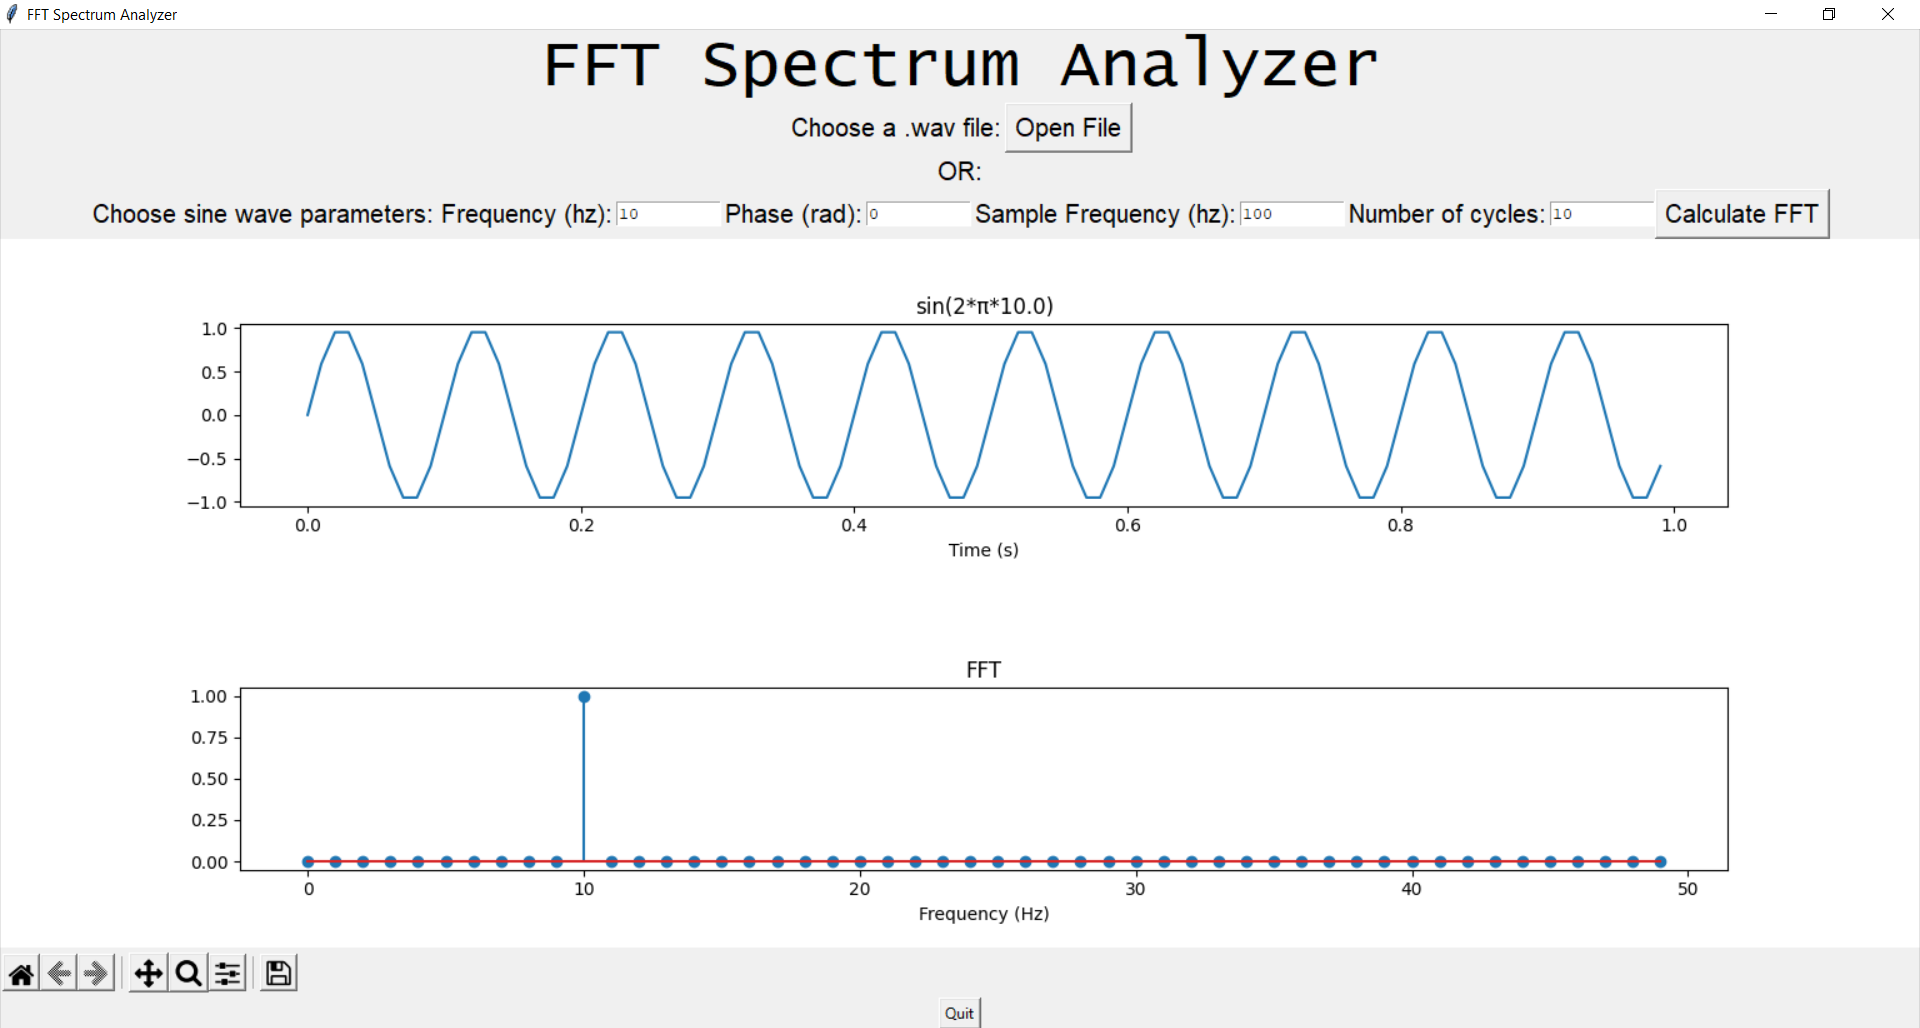 FFT Spectrum Analyzer
FFT Spectrum Analyzer
Choose a .wav file: Open File
OR:
Choose sine wave parameters: Frequency (hz): 10 Phase (rad): 0 Sample Frequency (hz): 100 Number of cycles: 10 Calculate FFT
sin(2*π*10.0)
1.0
0.5
0.0
−0.5
−1.0
0.0 0.2 0.4 0.6 0.8 1.0
Time (s)
FFT
1.00
0.75
0.50
0.25
0.00
0 10 20 30 40 50
Frequency (Hz)
Quit